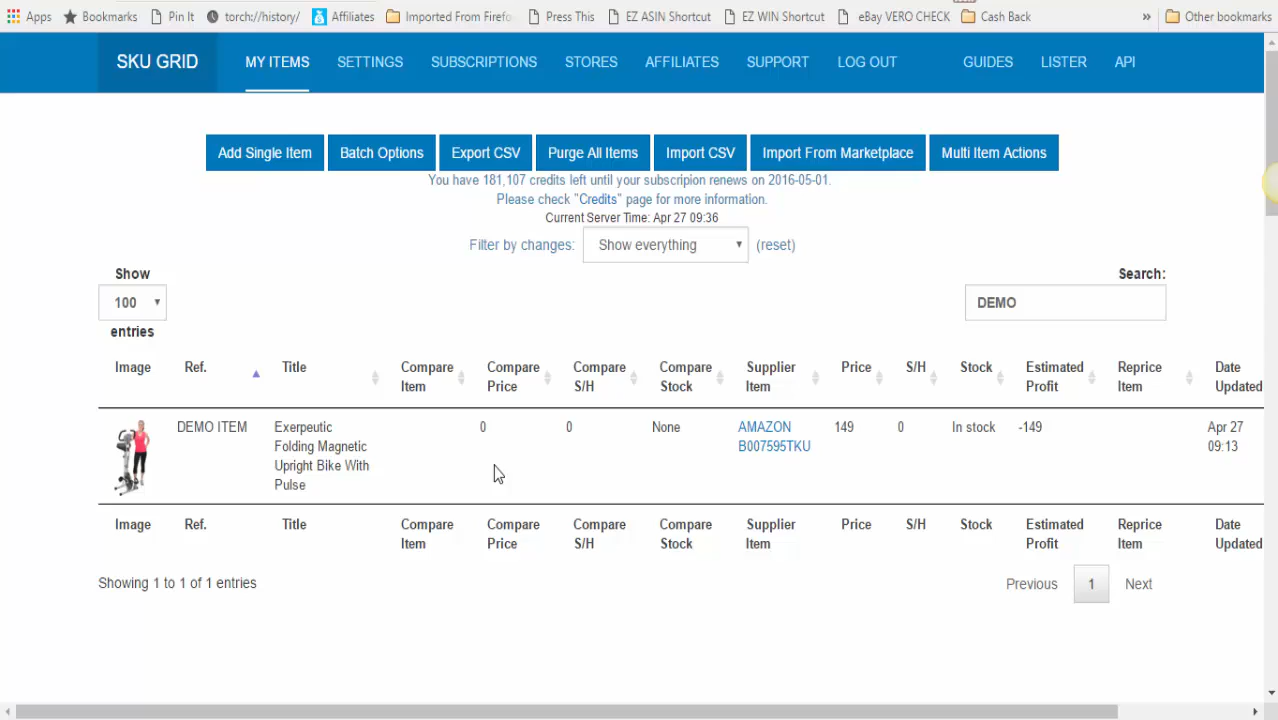 Apps Bookmarks Pin It torch://history/ Affiliates Imported From Firefo Press This EZ ASIN Shortcut EZ WIN Shortcut eBay VERO CHECK Cash Back » Other bookmarks
SKU GRID MY ITEMS SETTINGS SUBSCRIPTIONS STORES AFFILIATES SUPPORT LOG OUT GUIDES LISTER API
Add Single Item Batch Options Export CSV Purge All Items Import CSV Import From Marketplace Multi Item Actions
You have 181,107 credits left until your subscripion renews on 2016-05-01.
Please check "Credits" page for more information.
Current Server Time: Apr 27 09:36
Filter by changes: Show everything (reset)
Show Search:
100 DEMO
entries
Image Ref. Title Compare Compare Compare Compare Supplier Price S/H Stock Estimated Reprice Date
Item Price S/H Stock Item Profit Item Updated
DEMO ITEM Exerpeutic 0 0 None AMAZON 149 0 In stock -149 Apr 27
Folding Magnetic B007595TKU 09:13
Upright Bike With
Pulse
Image Ref. Title Compare Compare Compare Compare Supplier Price S/H Stock Estimated Reprice Date
Item Price S/H Stock Item Profit Item Updated
Showing 1 to 1 of 1 entries Previous 1 Next